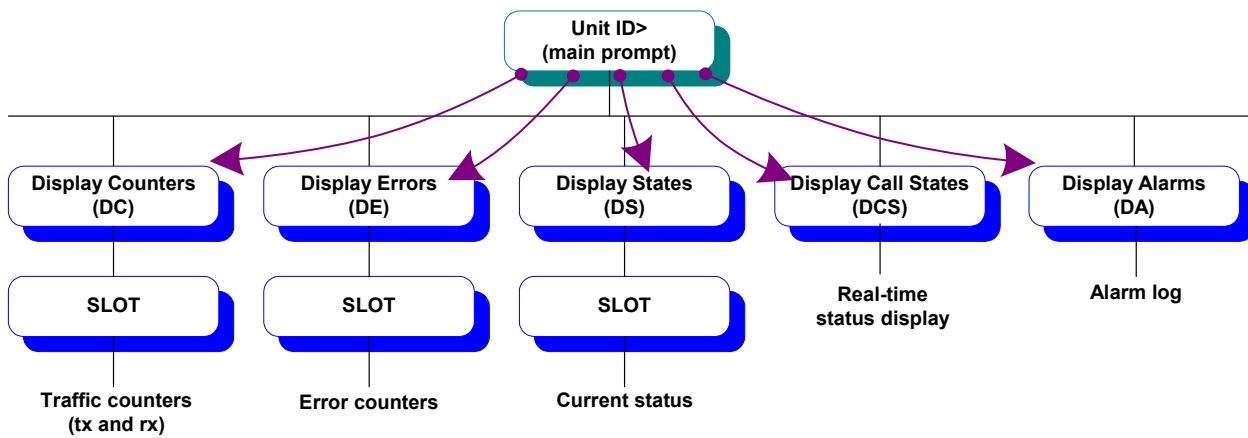 Unit ID>
(main prompt)
Display Counters
(DC)
Display Errors
(DE)
Display States
(DS)
Display Call States
(DCS)
Display Alarms
(DA)
SLOT
SLOT
SLOT
Real-time
status display
Alarm log
Traffic counters
(tx and rx)
Error counters
Current status